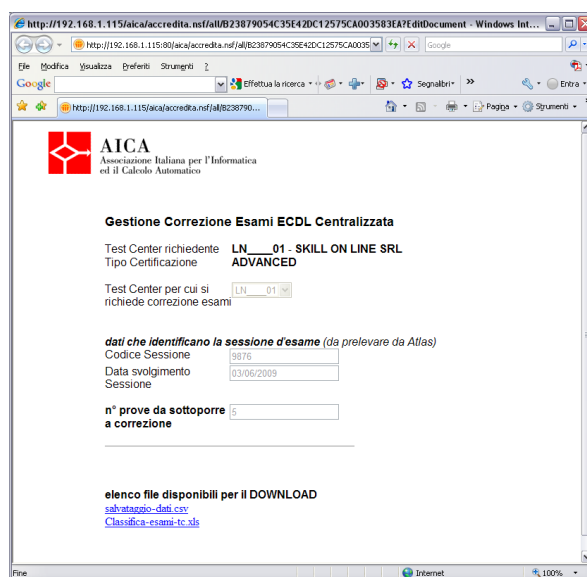 http://192.168.1.115/aica/accredita.nsf/all/B23879054C35E42DC12575CA003583EA?EditDocument - Windows Int...
http://192.168.1.115:80/aica/accredita.nsf/all/B23879054C35E42DC12575CA0035
Google
File Modifica Visualizza Preferiti Strumenti ?
Google Effettua la ricerca Segnalibri Entra
http://192.168.1.115/aica/accredita.nsf/all/B238790... Pagina Strumenti
AICA
Associazione Italiana per l'Informatica
ed il Calcolo Automatico
Gestione Correzione Esami ECDL Centralizzata
Test Center richiedente LN____01 - SKILL ON LINE SRL
Tipo Certificazione ADVANCED
Test Center per cui si
richiede correzione esami LN____01
dati che identificano la sessione d'esame (da prelevare da Atlas)
Codice Sessione 9876
Data svolgimento
Sessione 03/06/2009
n° prove da sottoporre
a correzione 5
elenco file disponibili per il DOWNLOAD
salvataggio-dati.csv
Classifica-esami-tc.xls
Fine Internet 100%